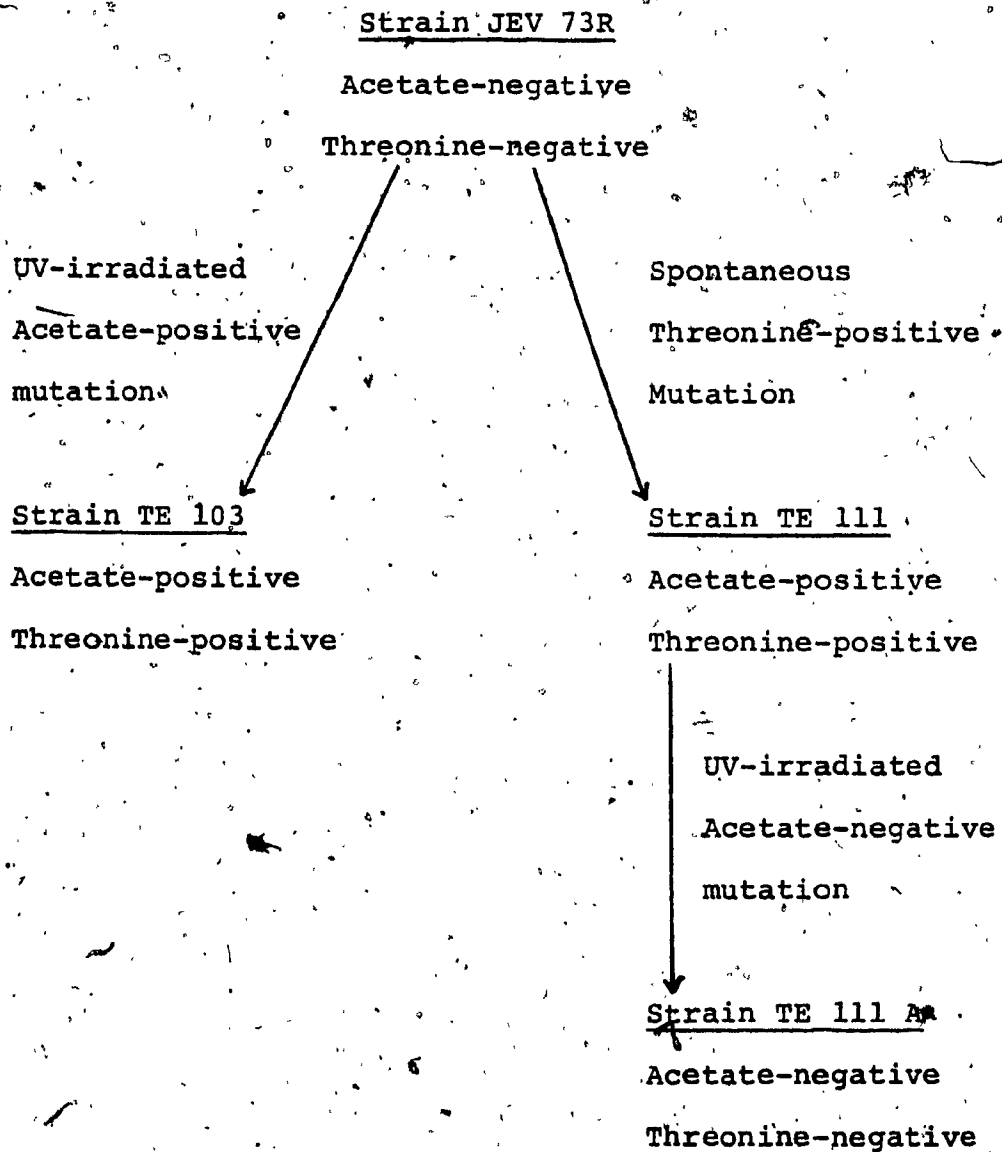 Strain JEV 73R
Acetate-negative
Threonine-negative
UV-irradiated
Acetate-positive
mutation
Spontaneous
Threonine-positive
Mutation
Strain TE 103
Acetate-positive
Threonine-positive
Strain TE 111
Acetate-positive
Threonine-positive
UV-irradiated
Acetate-negative
mutation
Strain TE 111 A
Acetate-negative
Threonine-negative